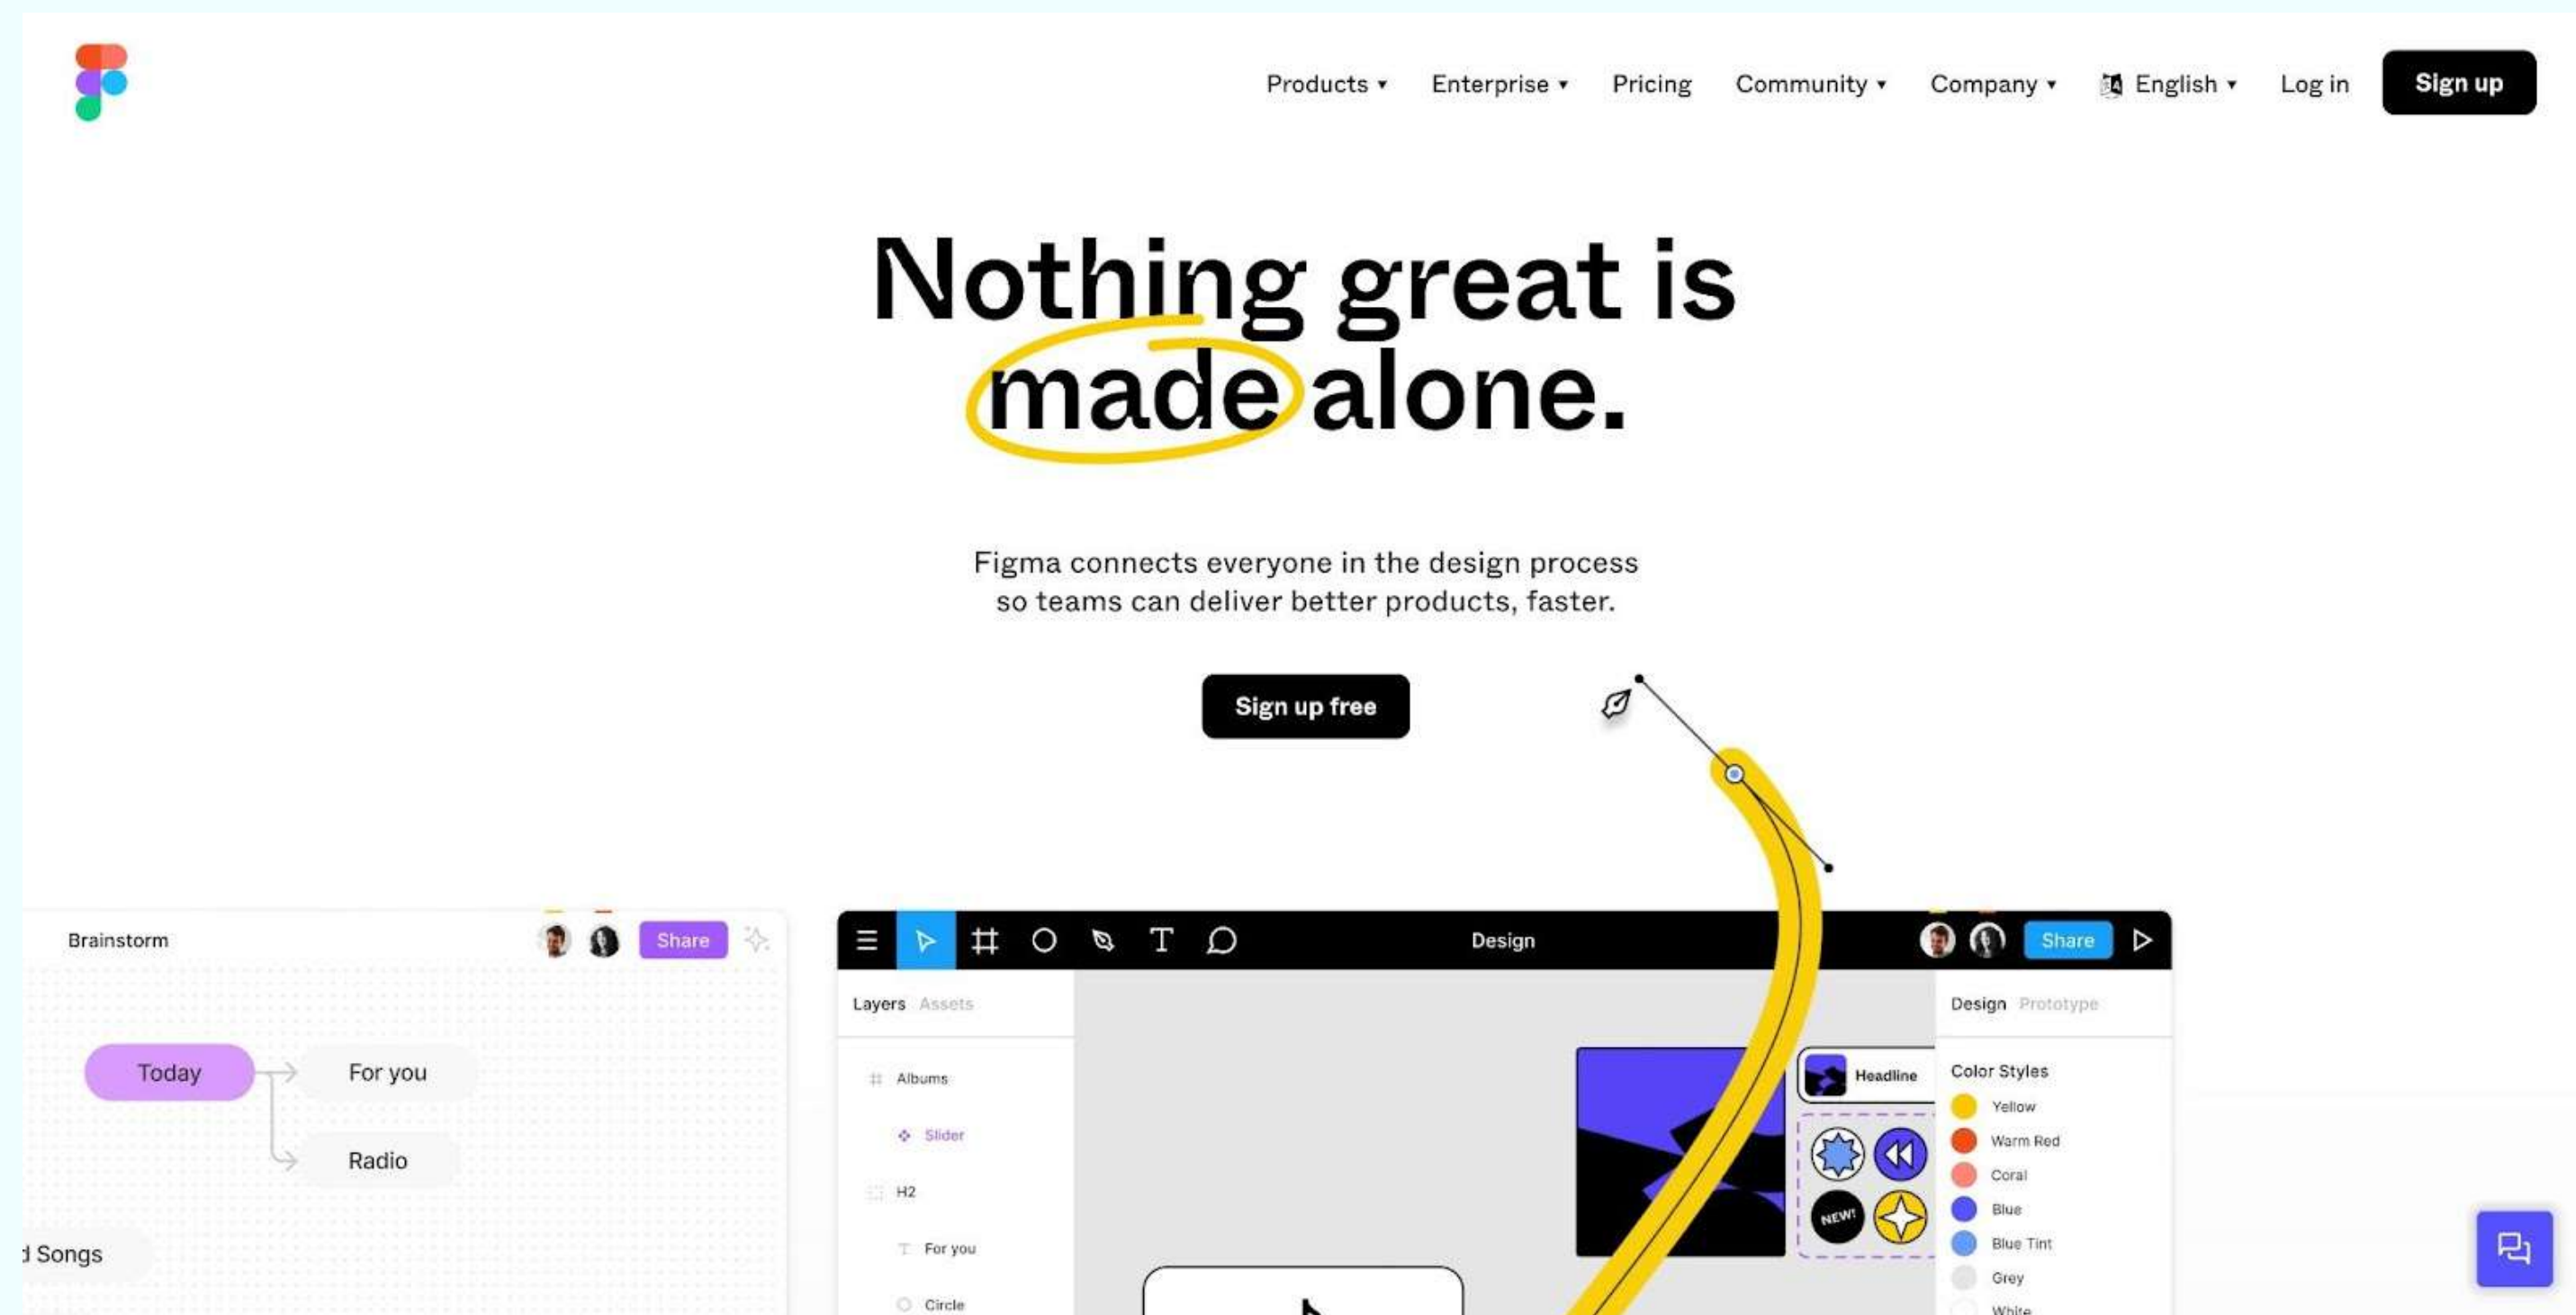 Products ▾ Enterprise ▾ Pricing Community ▾ Company ▾ English ▾ Log in Sign up
Nothing great is
made alone.
Figma connects everyone in the design process
so teams can deliver better products, faster.
Sign up free
Brainstorm Share
Today For you
Radio
d Songs
Design Share
Layers Assets
Albums
Slider
H2
For you
Circle
Headline
NEW!
Design Prototype
Color Styles
Yellow
Warm Red
Coral
Blue
Blue Tint
Grey
White